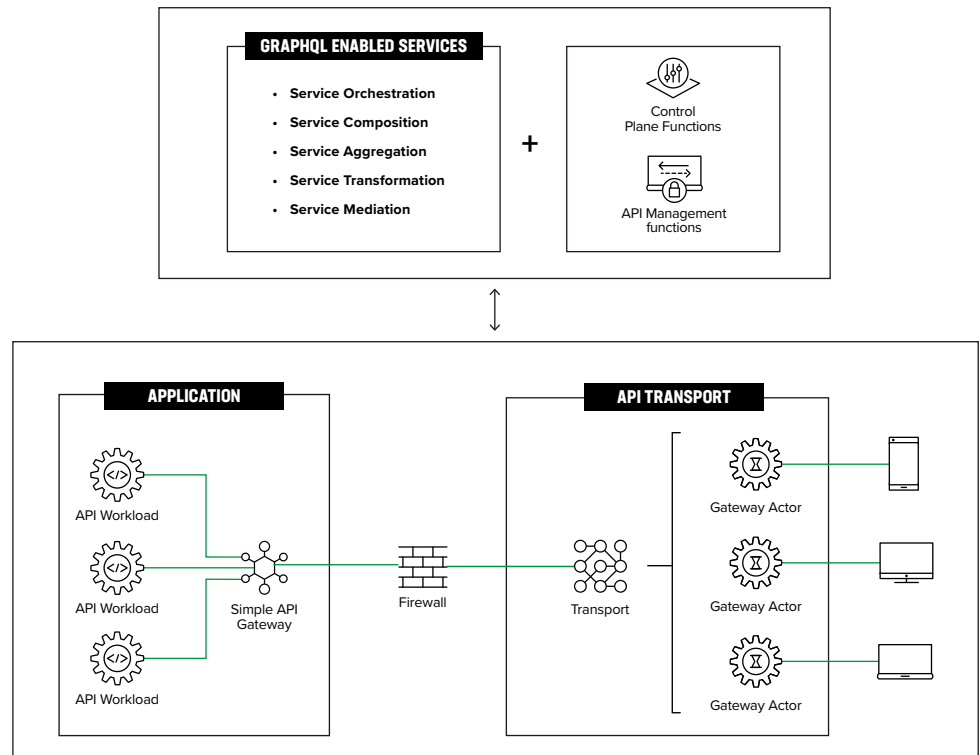 GRAPHQL ENABLED SERVICES
• Service Orchestration
• Service Composition
• Service Aggregation
• Service Transformation
• Service Mediation
+
Control
Plane Functions
API Management
functions
APPLICATION
</>
API Workload
</>
API Workload
</>
API Workload
Simple API
Gateway
Firewall
API TRANSPORT
Transport
Gateway Actor
Gateway Actor
Gateway Actor